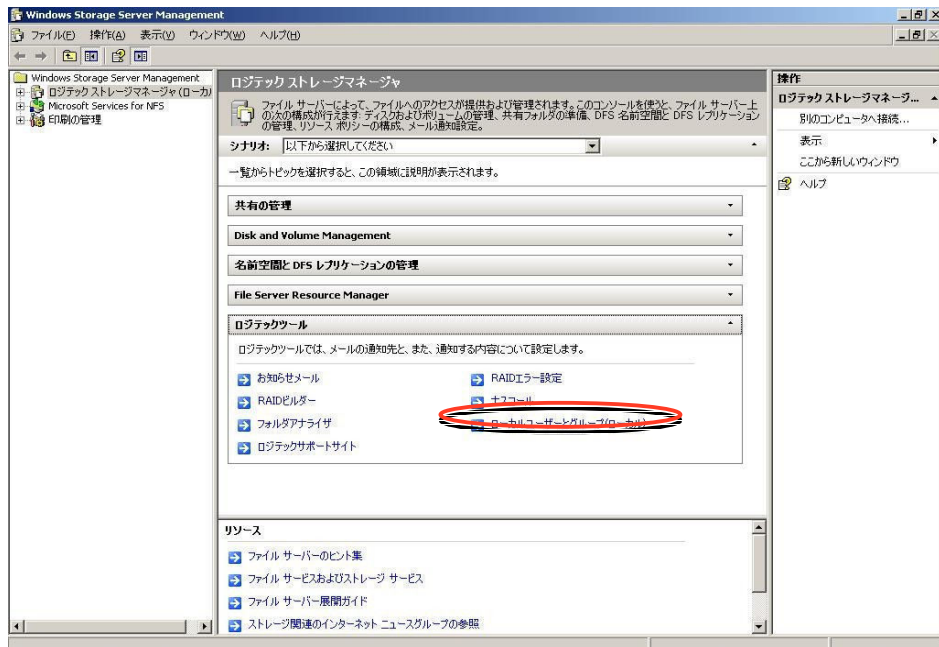 Windows Storage Server Management
ファイル(F) 操作(A) 表示(V) ウィンドウ(W) ヘルプ(H)
Windows Storage Server Management
ロジテック ストレージマネージャ (ローカル
Microsoft Services for NFS
印刷の管理
ロジテック ストレージマネージャ
ファイル サーバーによって、ファイルへのアクセスが提供および管理されます。このコンソールを使うと、ファイル サーバー上
の次の構成が行えます: ディスクおよびボリュームの管理、共有フォルダの準備、DFS 名前空間と DFS レプリケーション
の管理、リソース ポリシーの構成、メール通知設定。
シナリオ: 以下から選択してください
一覧からトピックを選択すると、この領域に説明が表示されます。
共有の管理
Disk and Volume Management
名前空間と DFS レプリケーションの管理
File Server Resource Manager
ロジテックツール
ロジテックツールでは、メールの通知先と、また、通知する内容について設定します。
お知らせメール
RAIDエラー設定
RAIDビルダー
ナスコール
フォルダアナライザ
ローカルユーザーとグループ(ローカル)
ロジテックサポートサイト
リソース
ファイル サーバーのヒント集
ファイル サービスおよびストレージ サービス
ファイル サーバー展開ガイド
ストレージ関連のインターネット ニュースグループの参照
操作
ロジテック ストレージマネージ...
別のコンピュータへ接続...
表示
ここから新しいウィンドウ
ヘルプ